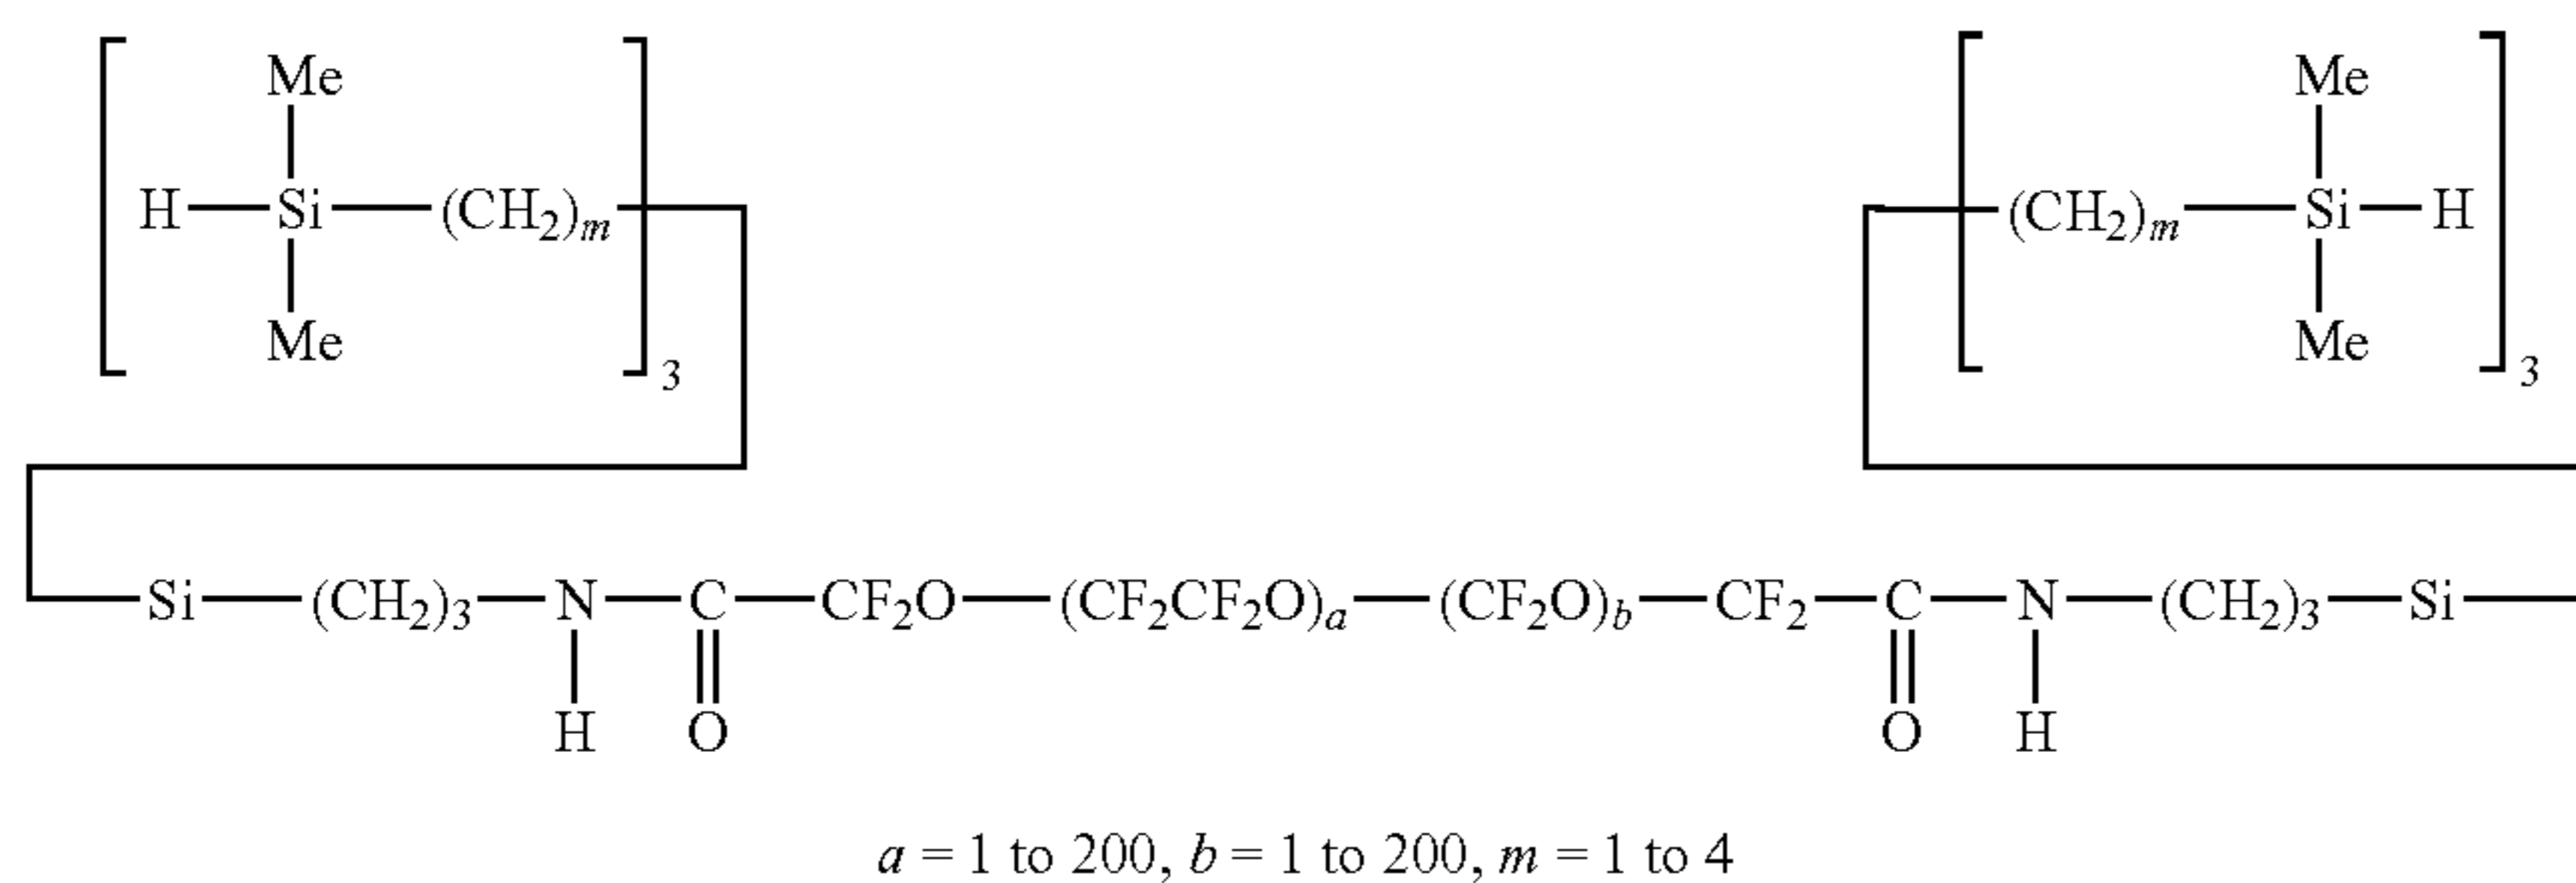 Me Me
H—Si—(CH2)m (CH2)m—Si—H
Me Me
3 3
Si—(CH2)3—N—C—CF2O—(CF2CF2O)a—(CF2O)b—CF2—C—N—(CH2)3—Si
H O O H
a = 1 to 200, b = 1 to 200, m = 1 to 4